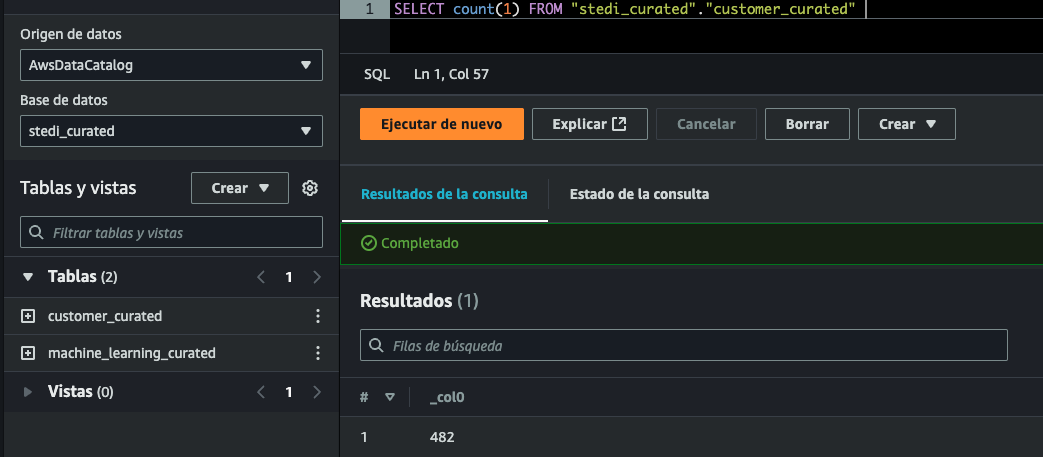 Origen de datos
AwsDataCatalog
Base de datos
stedi_curated
Tablas y vistas
Crear
Filtrar tablas y vistas
Tablas (2)
1
customer_curated
machine_learning_curated
Vistas (0)
1
1 SELECT count(1) FROM "stedi_curated"."customer_curated"
SQL Ln 1, Col 57
Ejecutar de nuevo Explicar Cancelar Borrar Crear
Resultados de la consulta Estado de la consulta
Completado
Resultados (1)
Filas de búsqueda
# _col0
1 482